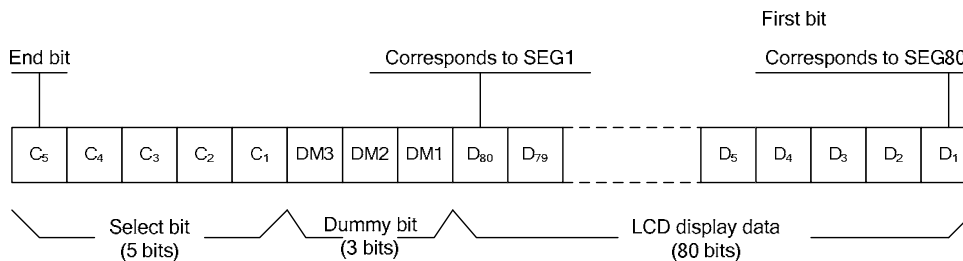 First bit
End bit
Corresponds to SEG1
Corresponds to SEG80
C5 C4 C3 C2 C1 DM3 DM2 DM1 D80 D79 D5 D4 D3 D2 D1
Select bit
(5 bits)
Dummy bit
(3 bits)
LCD display data
(80 bits)